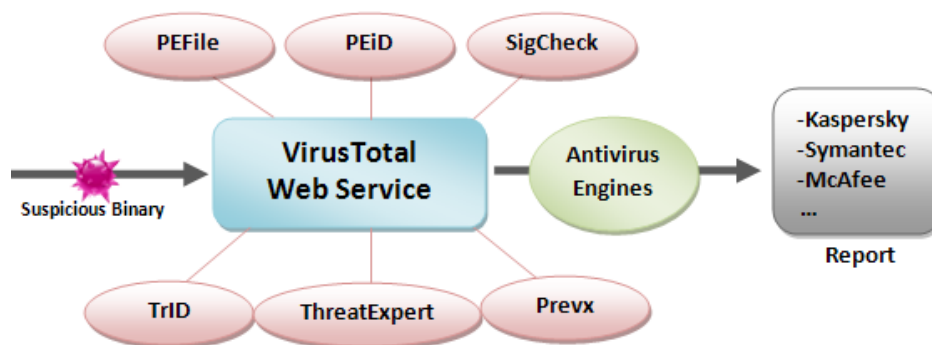 PEFile
PEiD
SigCheck
VirusTotal
Web Service
Suspicious Binary
Antivirus
Engines
-Kaspersky
-Symantec
-McAfee
...
Report
TrID
ThreatExpert
Prevx